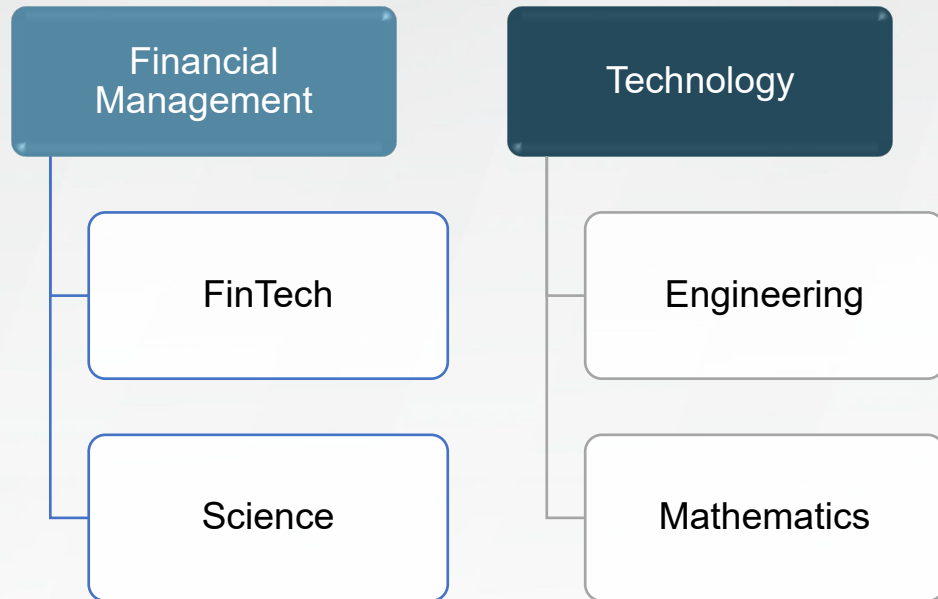 Financial
Management
FinTech
Science
Technology
Engineering
Mathematics